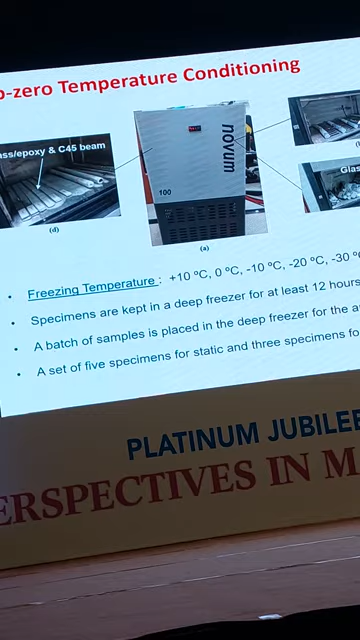 o-zero Temperature Conditioning
ass/epoxy & C45 beam
novum
100
Glas
(d)
(a)
• Freezing Temperature : +10 ºC, 0 ºC, -10 ºC, -20 ºC, -30 º
• Specimens are kept in a deep freezer for at least 12 hours
• A batch of samples is placed in the deep freezer for the a
• A set of five specimens for static and three specimens fo
PLATINUM JUBILEE
ERSPECTIVES IN M